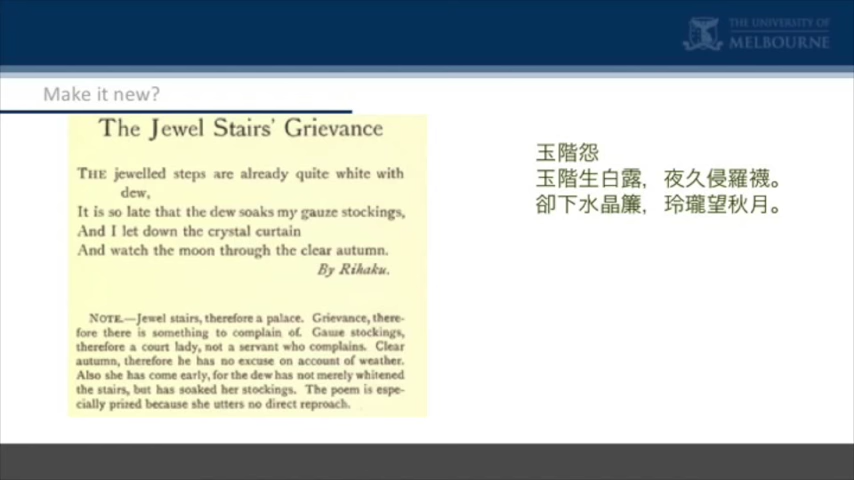 THE UNIVERSITY OF
MELBOURNE
Make it new?
The Jewel Stairs' Grievance
THE jewelled steps are already quite white with
dew,
It is so late that the dew soaks my gauze stockings,
And I let down the crystal curtain
And watch the moon through the clear autumn.
By Rihaku.
NOTE.—Jewel stairs, therefore a palace. Grievance, there-
fore there is something to complain of. Gauze stockings,
therefore a court lady, not a servant who complains. Clear
autumn, therefore he has no excuse on account of weather.
Also she has come early, for the dew has not merely whitened
the stairs, but has soaked her stockings. The poem is espe-
cially prized because she utters no direct reproach.
玉階怨
玉階生白露，夜久侵羅襪。
卻下水晶簾，玲瓏望秋月。